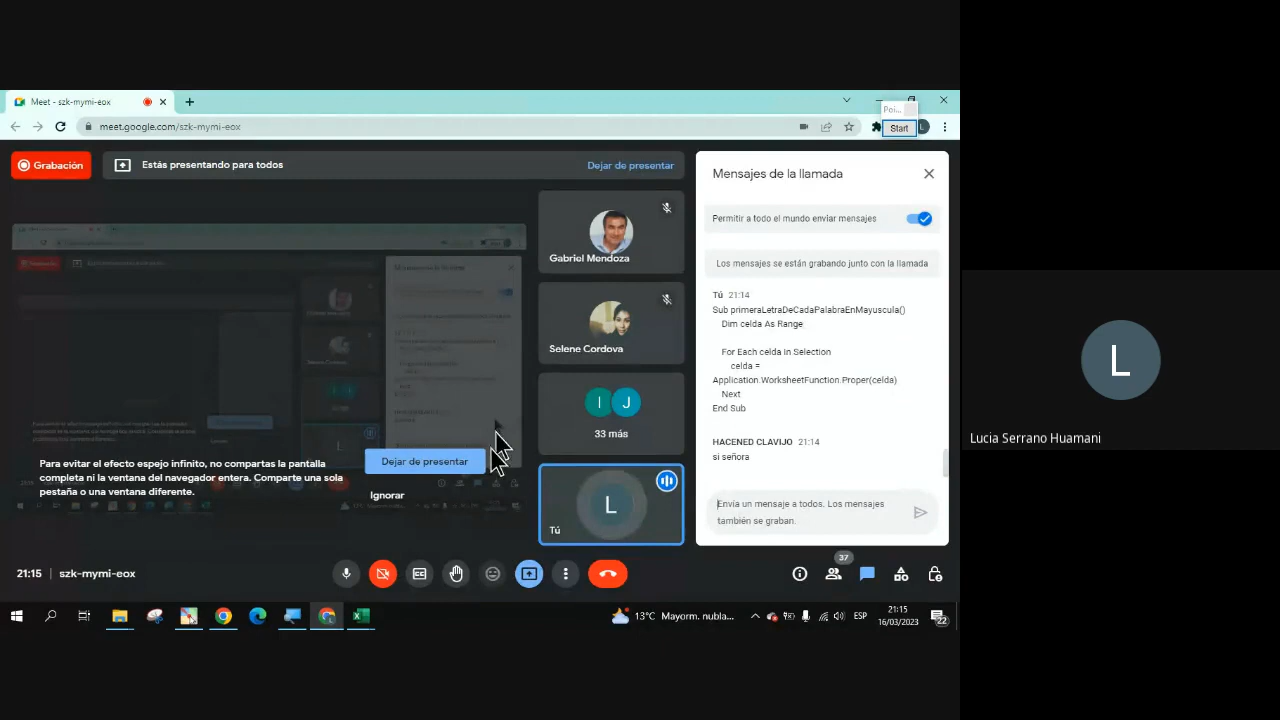 Meet - szk-mymi-eox
meet.google.com/szk-mymi-eox
Poi...
Start
L
Grabación
Estás presentando para todos
Dejar de presentar
Gabriel Mendoza
Selene Cordova
I J
33 más
L
Tú
Para evitar el efecto espejo infinito, no compartas la pantalla
completa ni la ventana del navegador entera. Comparte una sola
pestaña o una ventana diferente.
Dejar de presentar
Ignorar
Mensajes de la llamada
Permitir a todo el mundo enviar mensajes
Los mensajes se están grabando junto con la llamada
Tú 21:14
Sub primeraLetraDeCadaPalabraEnMayuscula()
Dim celda As Range
For Each celda In Selection
celda =
Application.WorksheetFunction.Proper(celda)
Next
End Sub
HACENED CLAVIJO 21:14
si señora
Envía un mensaje a todos. Los mensajes
también se graban.
21:15 | szk-mymi-eox
37
13°C Mayorm. nubla...
ESP
21:15
16/03/2023
22
L
Lucia Serrano Huamani